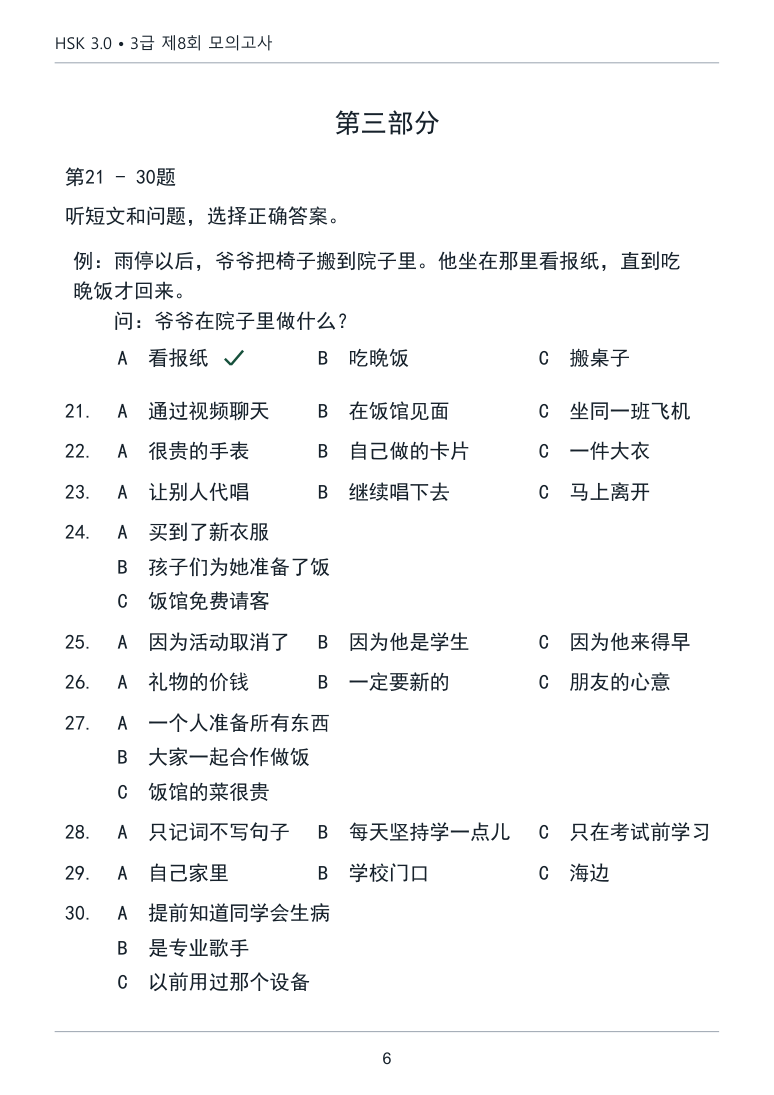 HSK 3.0 • 3급 제8회 모의고사
第三部分
第21 - 30题
听短文和问题，选择正确答案。
例：雨停以后，爷爷把椅子搬到院子里。他坐在那里看报纸，直到吃
晚饭才回来。
问：爷爷在院子里做什么？
A 看报纸 ✓ B 吃晚饭 C 搬桌子
21. A 通过视频聊天 B 在饭馆见面 C 坐同一班飞机
22. A 很贵的手表 B 自己做的卡片 C 一件大衣
23. A 让别人代唱 B 继续唱下去 C 马上离开
24. A 买到了新衣服
B 孩子们为她准备了饭
C 饭馆免费请客
25. A 因为活动取消了 B 因为他是学生 C 因为他来得早
26. A 礼物的价钱 B 一定要新的 C 朋友的心意
27. A 一个人准备所有东西
B 大家一起合作做饭
C 饭馆的菜很贵
28. A 只记词不写句子 B 每天坚持学一点儿 C 只在考试前学习
29. A 自己家里 B 学校门口 C 海边
30. A 提前知道同学会生病
B 是专业歌手
C 以前用过那个设备
6